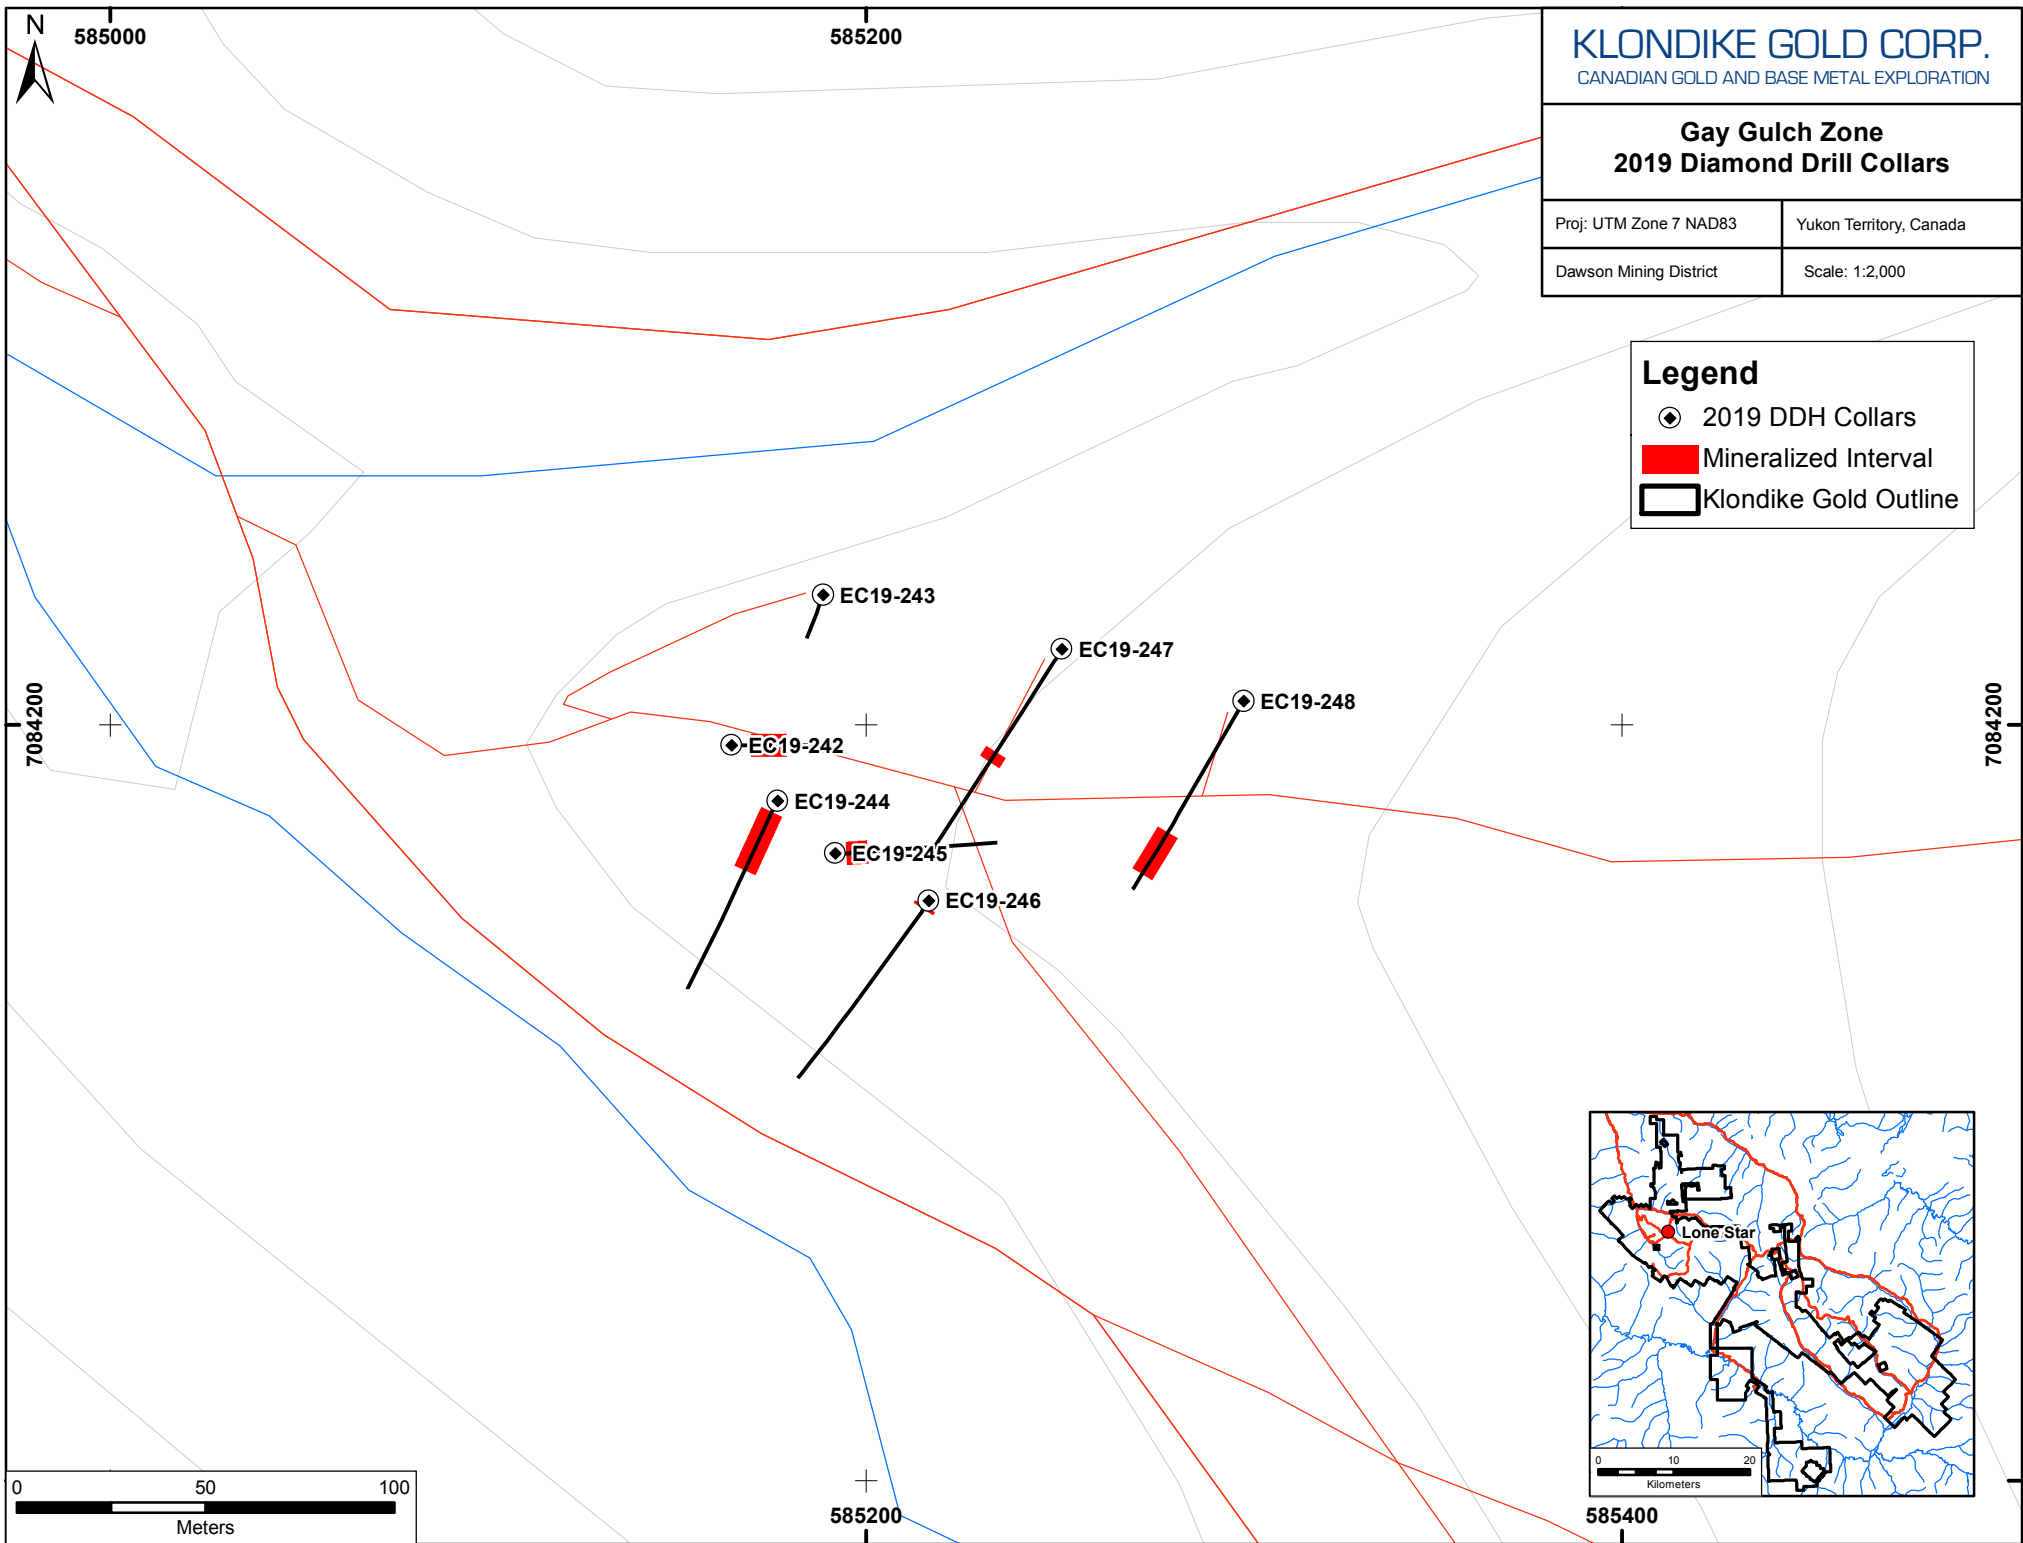 N
585000
585200
KLONDIKE GOLD CORP.
CANADIAN GOLD AND BASE METAL EXPLORATION
Gay Gulch Zone
2019 Diamond Drill Collars
Proj: UTM Zone 7 NAD83
Yukon Territory, Canada
Dawson Mining District
Scale: 1:2,000
Legend
2019 DDH Collars
Mineralized Interval
Klondike Gold Outline
EC19-243
EC19-247
EC19-248
7084200
7084200
EC19-242
EC19-244
EC19-245
EC19-246
Lone Star
0 10 20
Kilometers
0 50 100
Meters
585200
585400